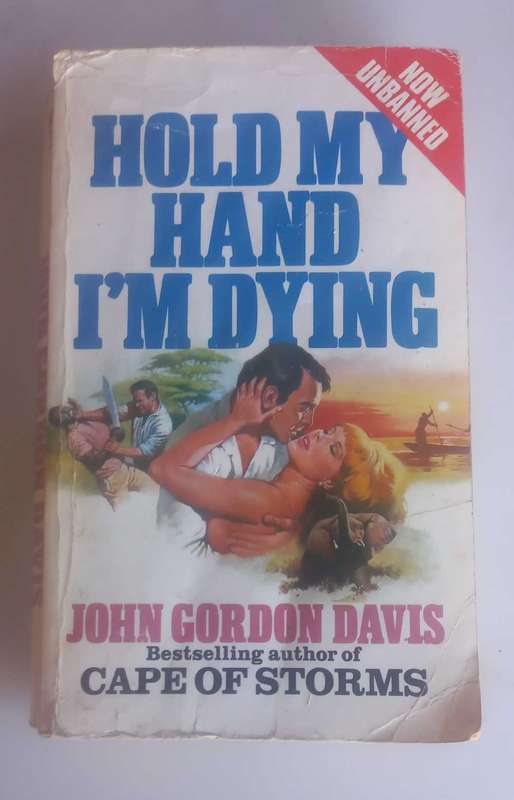 NOW
UNBANNED
HOLD MY
HAND
I'M DYING
JOHN GORDON DAVIS
Bestselling author of
CAPE OF STORMS